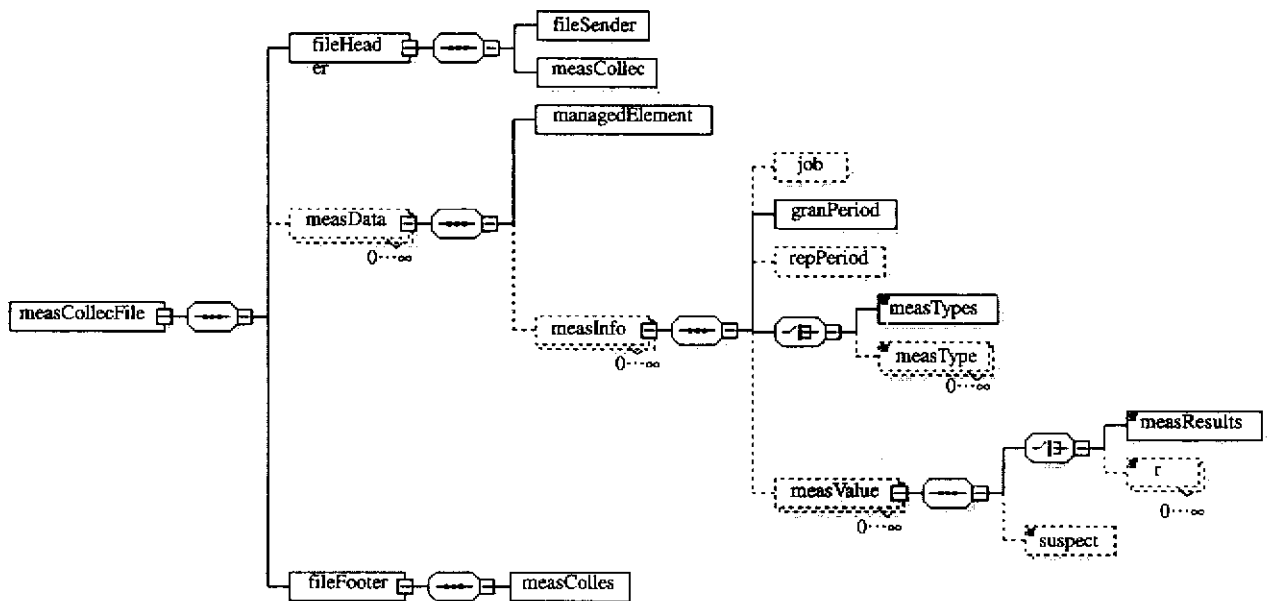 fileSender
fileHead
er
measCollec
managedElement
job
granPeriod
measData
0···∞
repPeriod
measCollecFile
measTypes
measInfo
measType
0···∞
0···∞
measResults
r
measValue
0···∞
0···∞
suspect
fileFooter
measColles